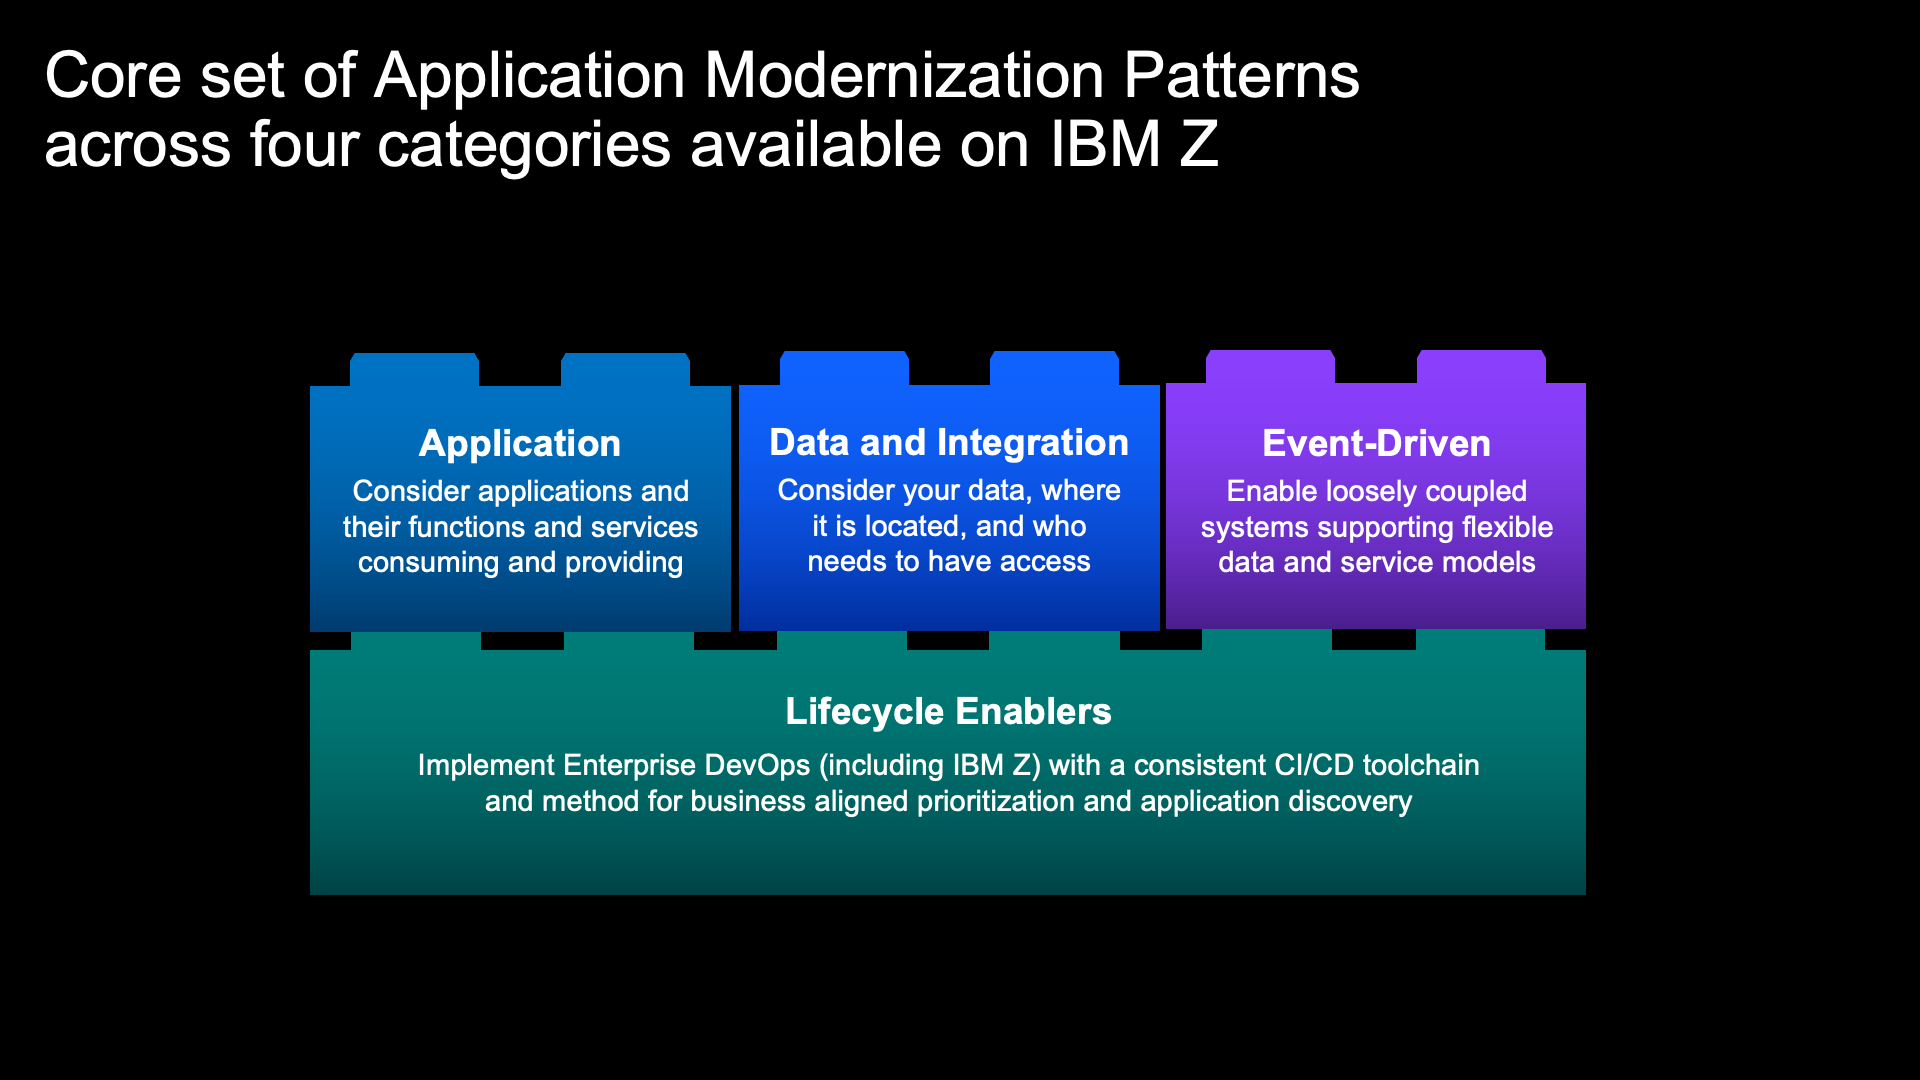 Core set of Application Modernization Patterns
across four categories available on IBM Z
Application
Consider applications and
their functions and services
consuming and providing
Data and Integration
Consider your data, where
it is located, and who
needs to have access
Event-Driven
Enable loosely coupled
systems supporting flexible
data and service models
Lifecycle Enablers
Implement Enterprise DevOps (including IBM Z) with a consistent CI/CD toolchain
and method for business aligned prioritization and application discovery